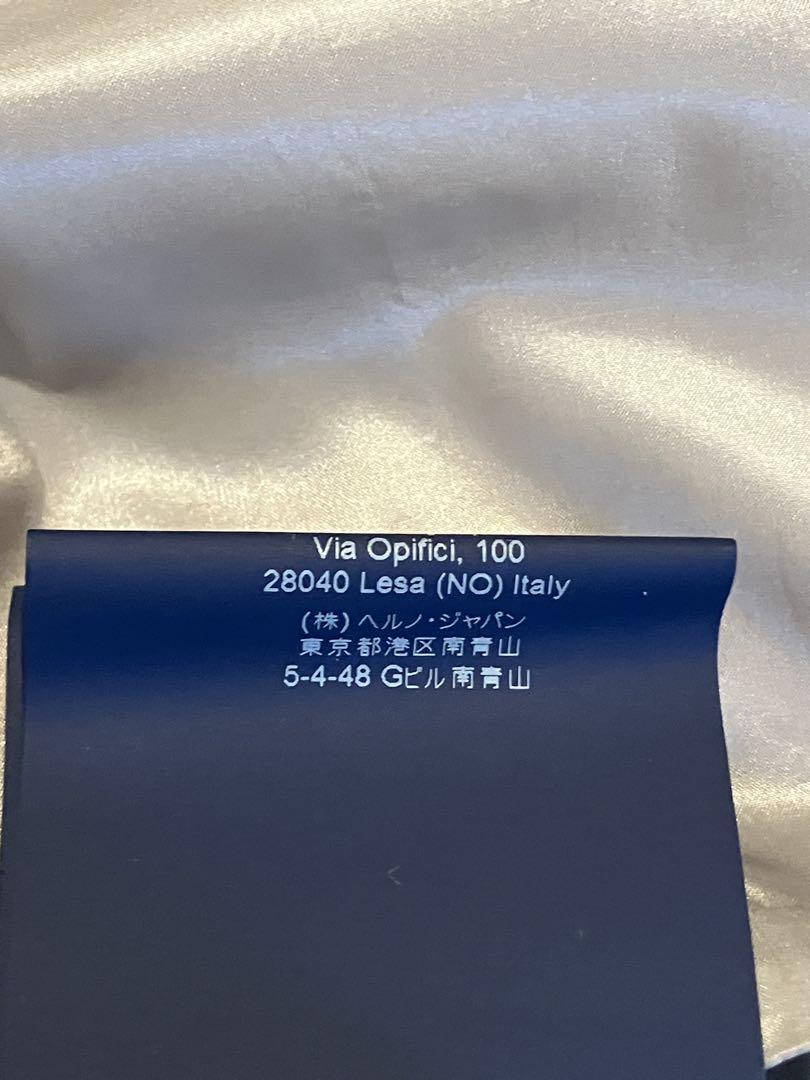 Via Opifici, 100
28040 Lesa (NO) Italy
(株) ヘルノ・ジャパン
東京都港区南青山
5-4-48 Gビル南青山